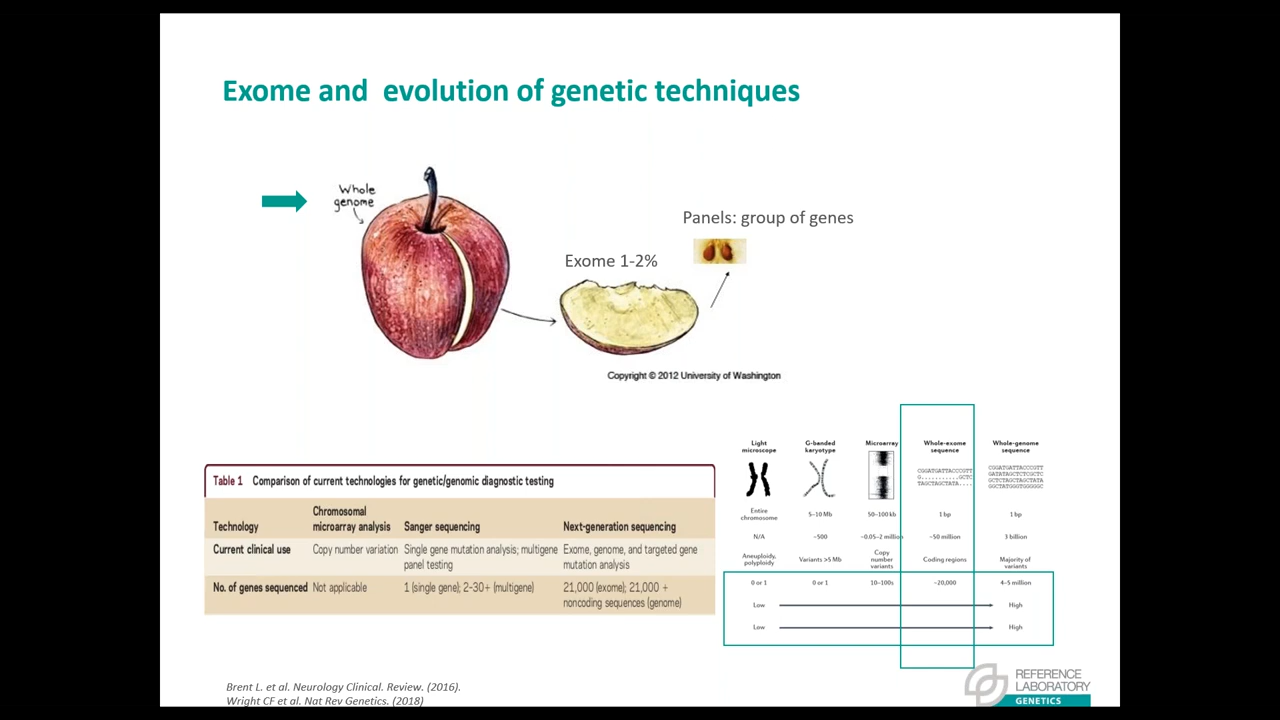 Exome and  evolution of genetic techniques
Whole
genome
Panels: group of genes
Exome 1-2%
Copyright © 2012 University of Washington
Table 1 Comparison of current technologies for genetic/genomic diagnostic testing
Technology Chromosomal microarray analysis Sanger sequencing Next-generation sequencing
Current clinical use Copy number variation Single gene mutation analysis; multigene panel testing Exome, genome, and targeted gene mutation analysis
No. of genes sequenced Not applicable 1 (single gene); 2-30+ (multigene) 21,000 (exome); 21,000 + noncoding sequences (genome)
Light microscope G-banded karyotype Microarray Whole-exome sequence Whole-genome sequence
CGGATGATTACCCGTT CGGATGATTACCCGTT
G..........GCTC GATATAGCTCTCGCTC
TAGCTAGCTATA.... GCTCTAGCTAGCTATA
GGCTATGGGTGGGGGC
Entire chromosome 5–10 Mb 50–100 kb 1 bp 1 bp
N/A ~500 ~0.05–2 million ~50 million 3 billion
Aneuploidy, polyploidy Variants >5 Mb Copy number variants Coding regions Majority of variants
0 or 1 0 or 1 10–100s ~20,000 4–5 million
Low High
Low High
Brent L. et al. Neurology Clinical. Review. (2016).
Wright CF et al. Nat Rev Genetics. (2018)
REFERENCE
LABORATORY
GENETICS